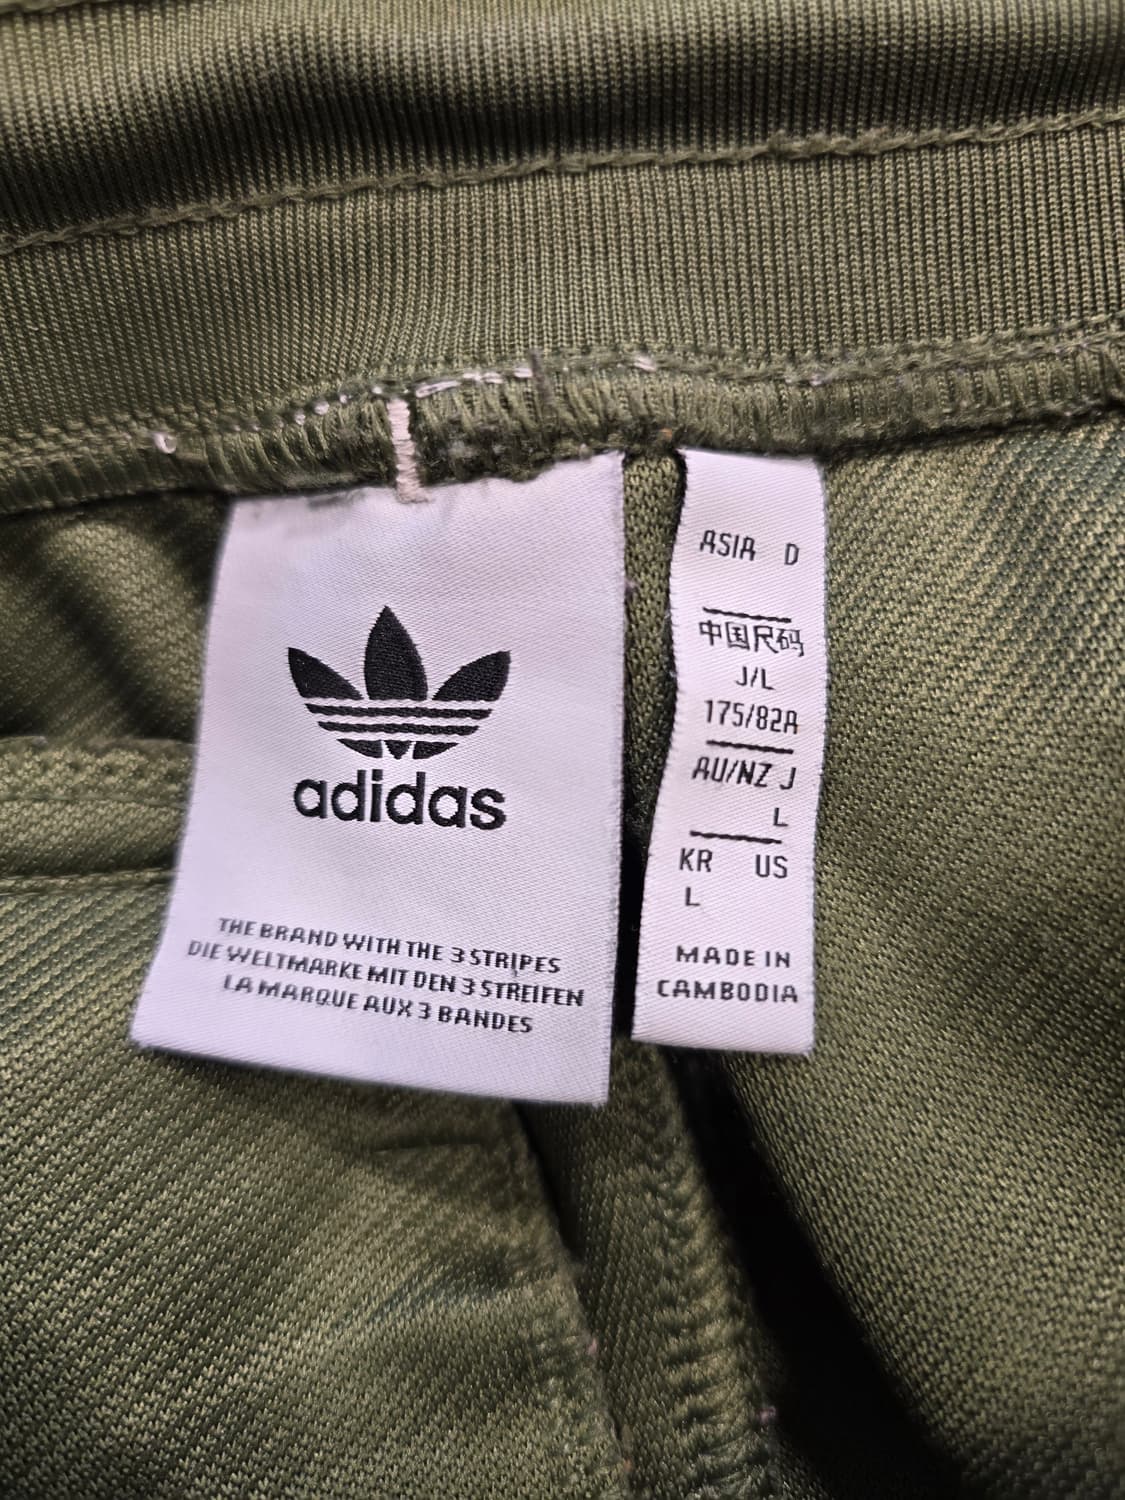 adidas
THE BRAND WITH THE 3 STRIPES
DIE WELTMARKE MIT DEN 3 STREIFEN
LA MARQUE AUX 3 BANDES
ASIA D
中国尺码
J/L
175/82A
AU/NZ J
L
KR US
L
MADE IN
CAMBODIA